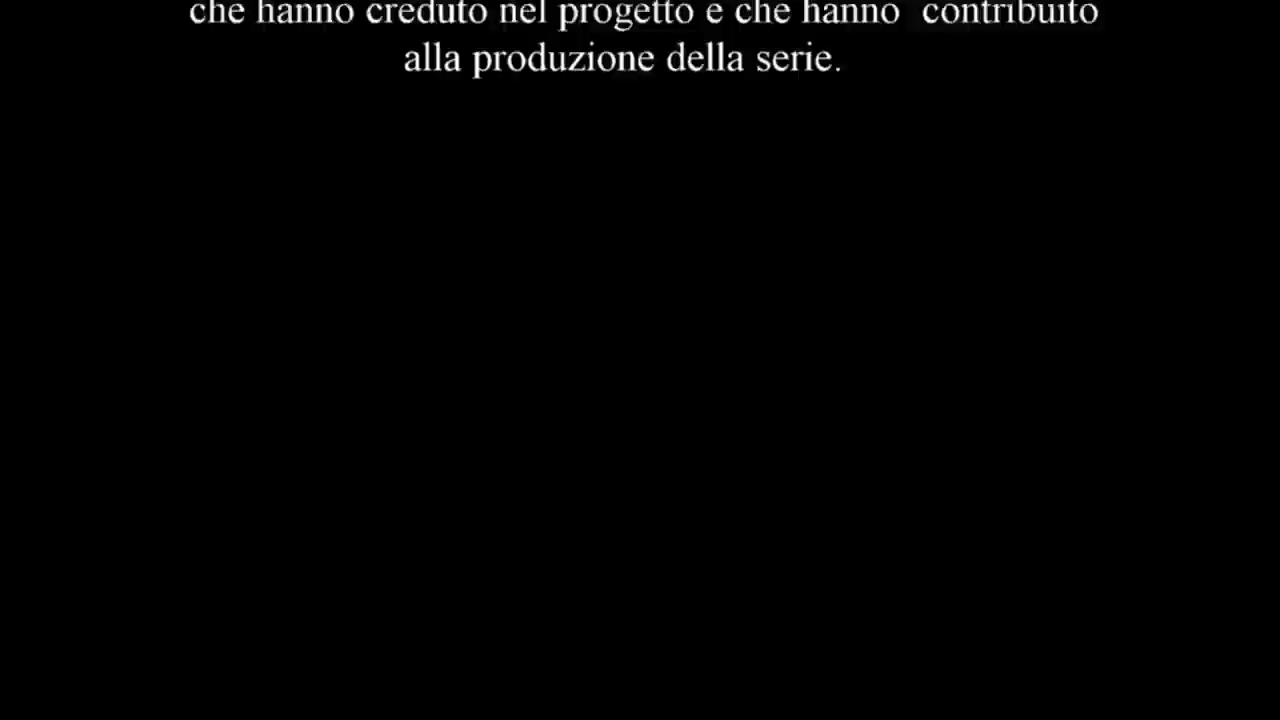 che hanno creduto nel progetto e che hanno contribuito
alla produzione della serie.